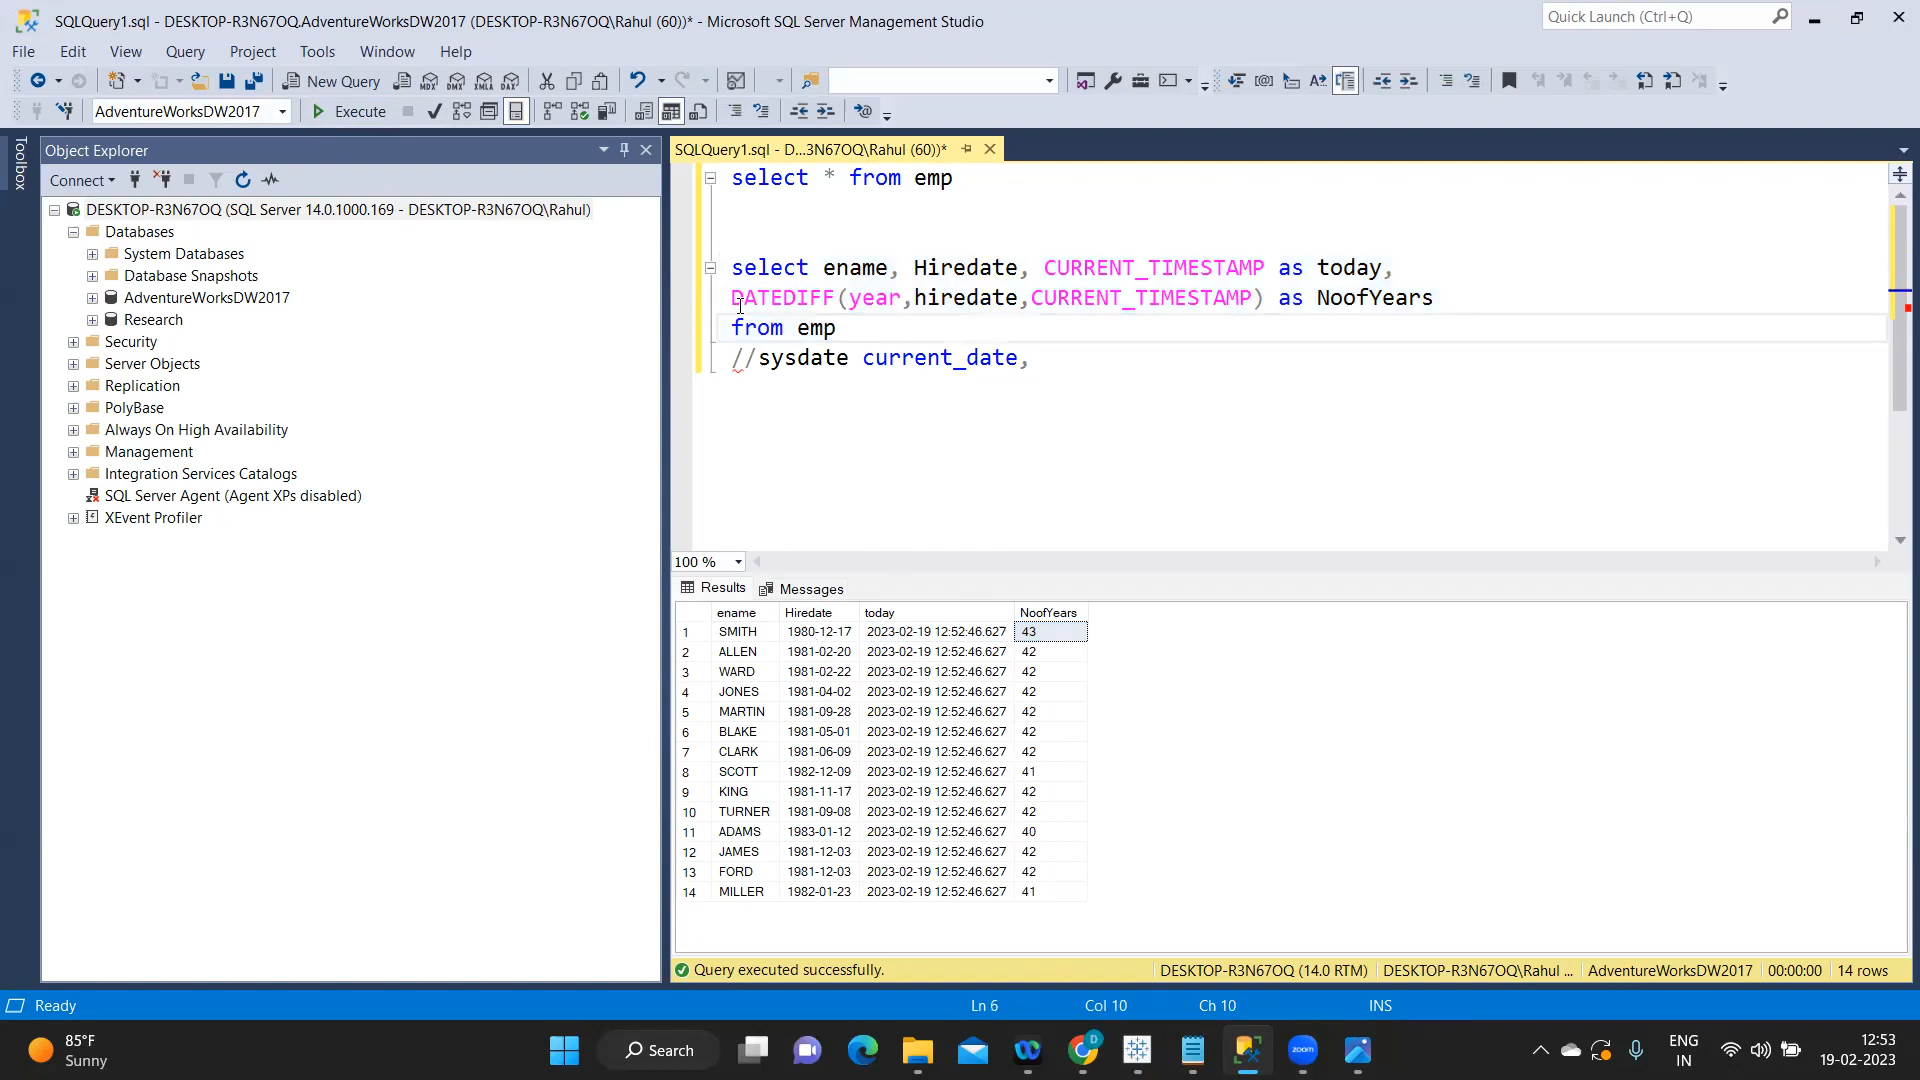 SQLQuery1.sql - DESKTOP-R3N67OQ.AdventureWorksDW2017 (DESKTOP-R3N67OQ\Rahul (60))* - Microsoft SQL Server Management Studio
Quick Launch (Ctrl+Q)
File Edit View Query Project Tools Window Help
New Query MDX DMX XMLA DAX
AdventureWorksDW2017 Execute
Toolbox
Object Explorer
Connect
DESKTOP-R3N67OQ (SQL Server 14.0.1000.169 - DESKTOP-R3N67OQ\Rahul)
Databases
System Databases
Database Snapshots
AdventureWorksDW2017
Research
Security
Server Objects
Replication
PolyBase
Always On High Availability
Management
Integration Services Catalogs
SQL Server Agent (Agent XPs disabled)
XEvent Profiler
SQLQuery1.sql - D...3N67OQ\Rahul (60))*
select * from emp
select ename, Hiredate, CURRENT_TIMESTAMP as today,
DATEDIFF(year,hiredate,CURRENT_TIMESTAMP) as NoofYears
from emp
//sysdate current_date,
100 %
Results Messages
ename Hiredate today NoofYears
1 SMITH 1980-12-17 2023-02-19 12:52:46.627 43
2 ALLEN 1981-02-20 2023-02-19 12:52:46.627 42
3 WARD 1981-02-22 2023-02-19 12:52:46.627 42
4 JONES 1981-04-02 2023-02-19 12:52:46.627 42
5 MARTIN 1981-09-28 2023-02-19 12:52:46.627 42
6 BLAKE 1981-05-01 2023-02-19 12:52:46.627 42
7 CLARK 1981-06-09 2023-02-19 12:52:46.627 42
8 SCOTT 1982-12-09 2023-02-19 12:52:46.627 41
9 KING 1981-11-17 2023-02-19 12:52:46.627 42
10 TURNER 1981-09-08 2023-02-19 12:52:46.627 42
11 ADAMS 1983-01-12 2023-02-19 12:52:46.627 40
12 JAMES 1981-12-03 2023-02-19 12:52:46.627 42
13 FORD 1981-12-03 2023-02-19 12:52:46.627 42
14 MILLER 1982-01-23 2023-02-19 12:52:46.627 41
Query executed successfully. DESKTOP-R3N67OQ (14.0 RTM) DESKTOP-R3N67OQ\Rahul ... AdventureWorksDW2017 00:00:00 14 rows
Ready Ln 6 Col 10 Ch 10 INS
85°F
Sunny
Search
zoom
ENG
IN
12:53
19-02-2023